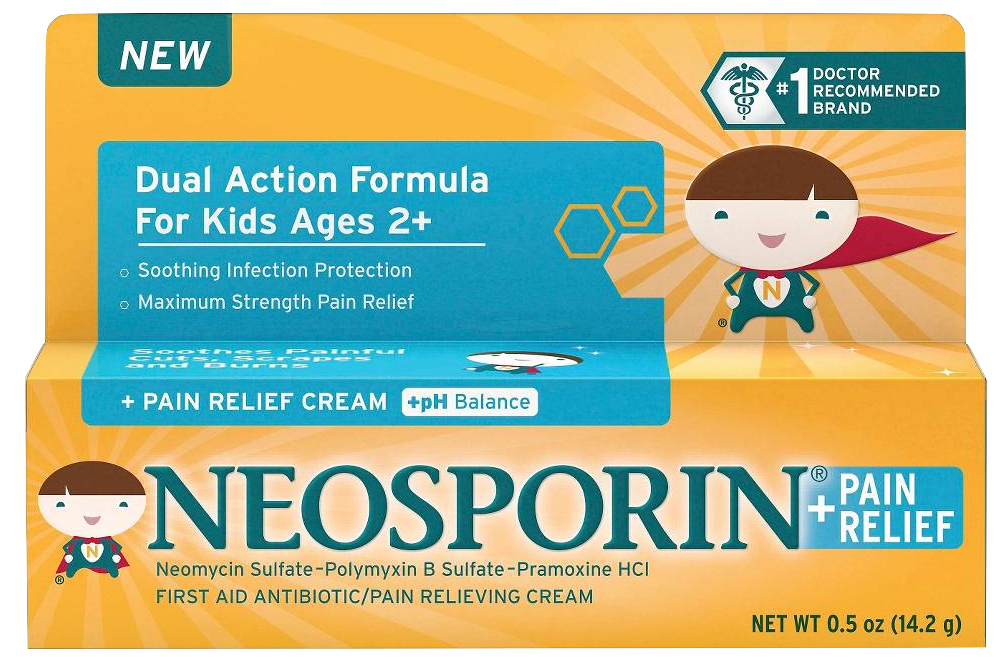 NEW
#1 DOCTOR
RECOMMENDED
BRAND
Dual Action Formula
For Kids Ages 2+
Soothing Infection Protection
Maximum Strength Pain Relief
N
®
Soothes Painful
Cuts, Scrapes
and Burns
+ PAIN RELIEF CREAM +pH Balance
NEOSPORIN® + PAIN
RELIEF
N
®
Neomycin Sulfate–Polymyxin B Sulfate–Pramoxine HCl
FIRST AID ANTIBIOTIC/PAIN RELIEVING CREAM
NET WT 0.5 oz (14.2 g)